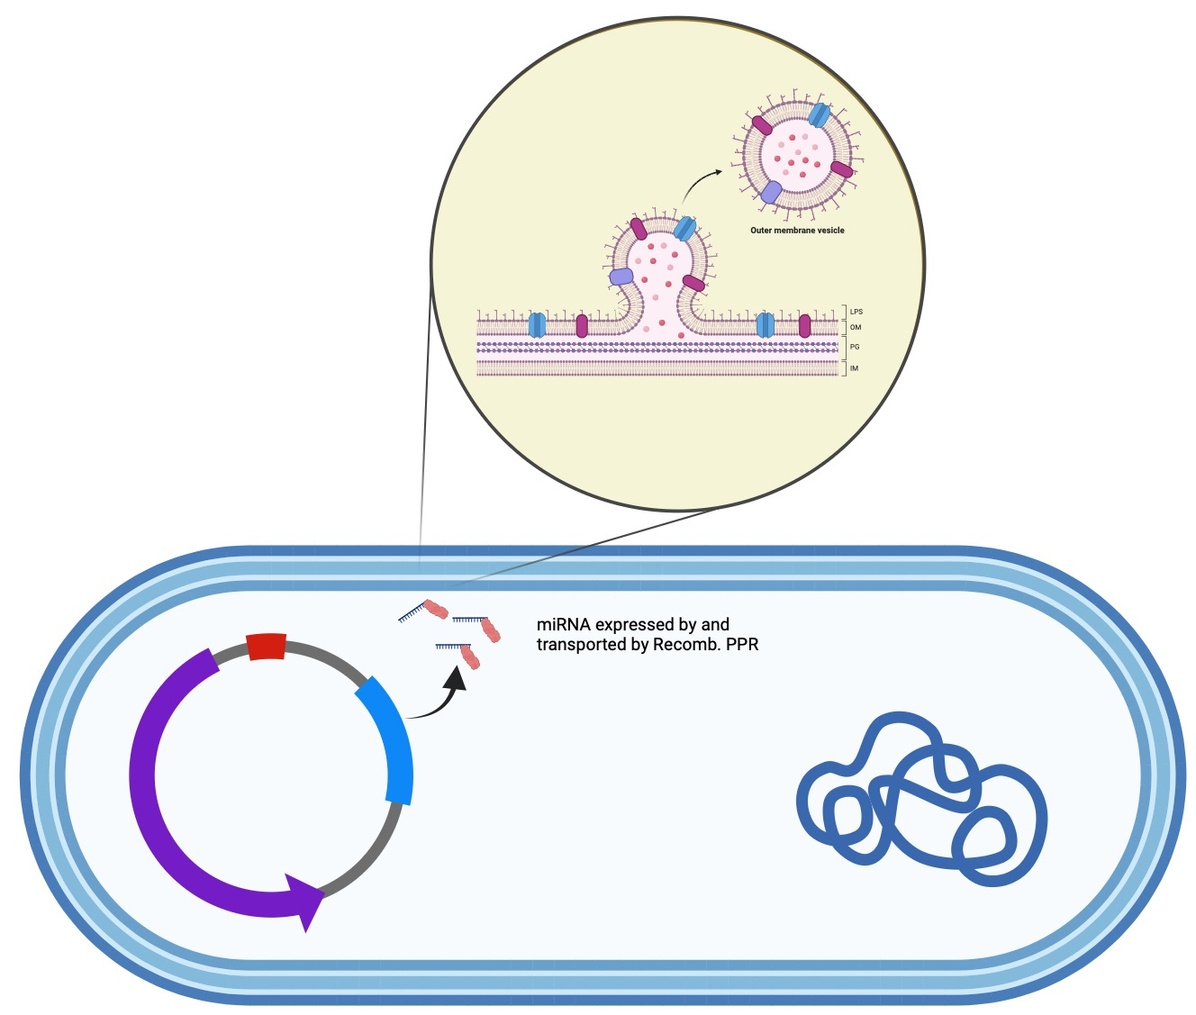 Outer membrane vesicle
LPS
OM
PG
IM
miRNA expressed by and
transported by Recomb. PPR